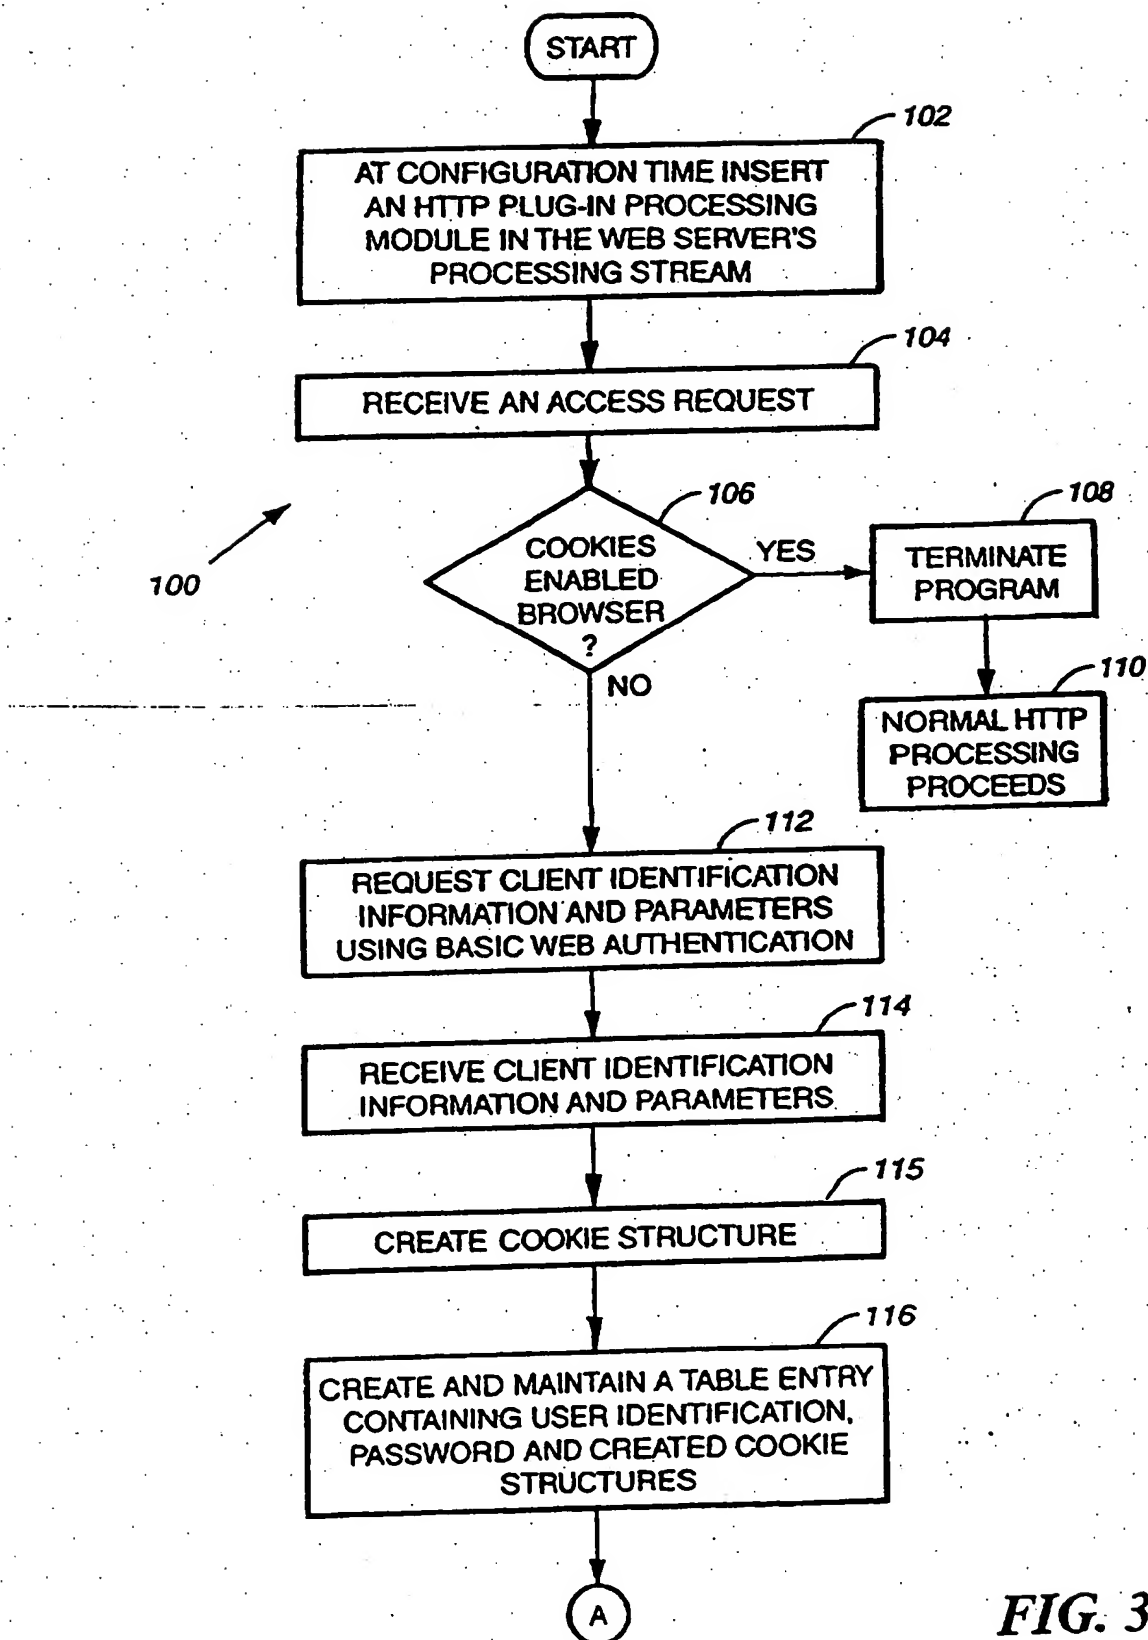 START
102
AT CONFIGURATION TIME INSERT
AN HTTP PLUG-IN PROCESSING
MODULE IN THE WEB SERVER'S
PROCESSING STREAM
104
RECEIVE AN ACCESS REQUEST
106
COOKIES
ENABLED
BROWSER
?
YES
108
TERMINATE
PROGRAM
100
NO
110
NORMAL HTTP
PROCESSING
PROCEEDS
112
REQUEST CLIENT IDENTIFICATION
INFORMATION AND PARAMETERS
USING BASIC WEB AUTHENTICATION
114
RECEIVE CLIENT IDENTIFICATION
INFORMATION AND PARAMETERS
115
CREATE COOKIE STRUCTURE
116
CREATE AND MAINTAIN A TABLE ENTRY
CONTAINING USER IDENTIFICATION,
PASSWORD AND CREATED COOKIE
STRUCTURES
A
FIG. 3